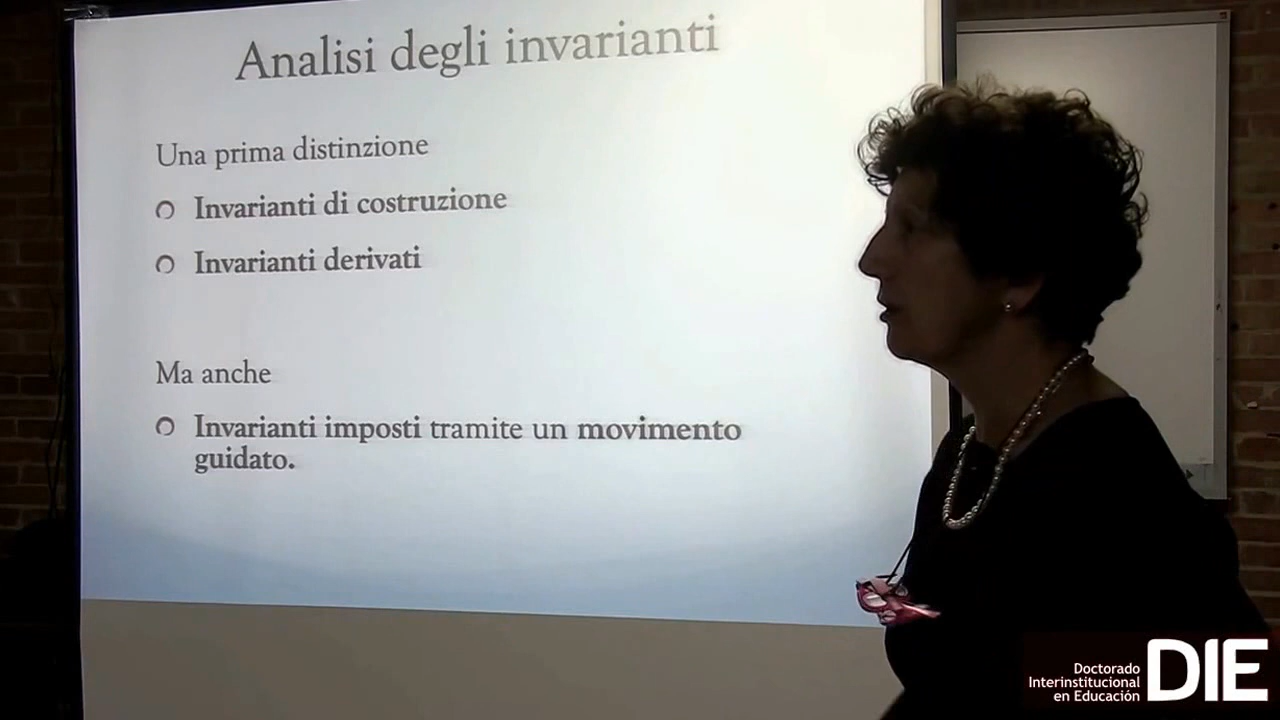 Analisi degli invarianti
Una prima distinzione
Invarianti di costruzione
Invarianti derivati
Ma anche
Invarianti imposti tramite un movimento
guidato.
Doctorado
Interinstitucional
en Educación
DIE